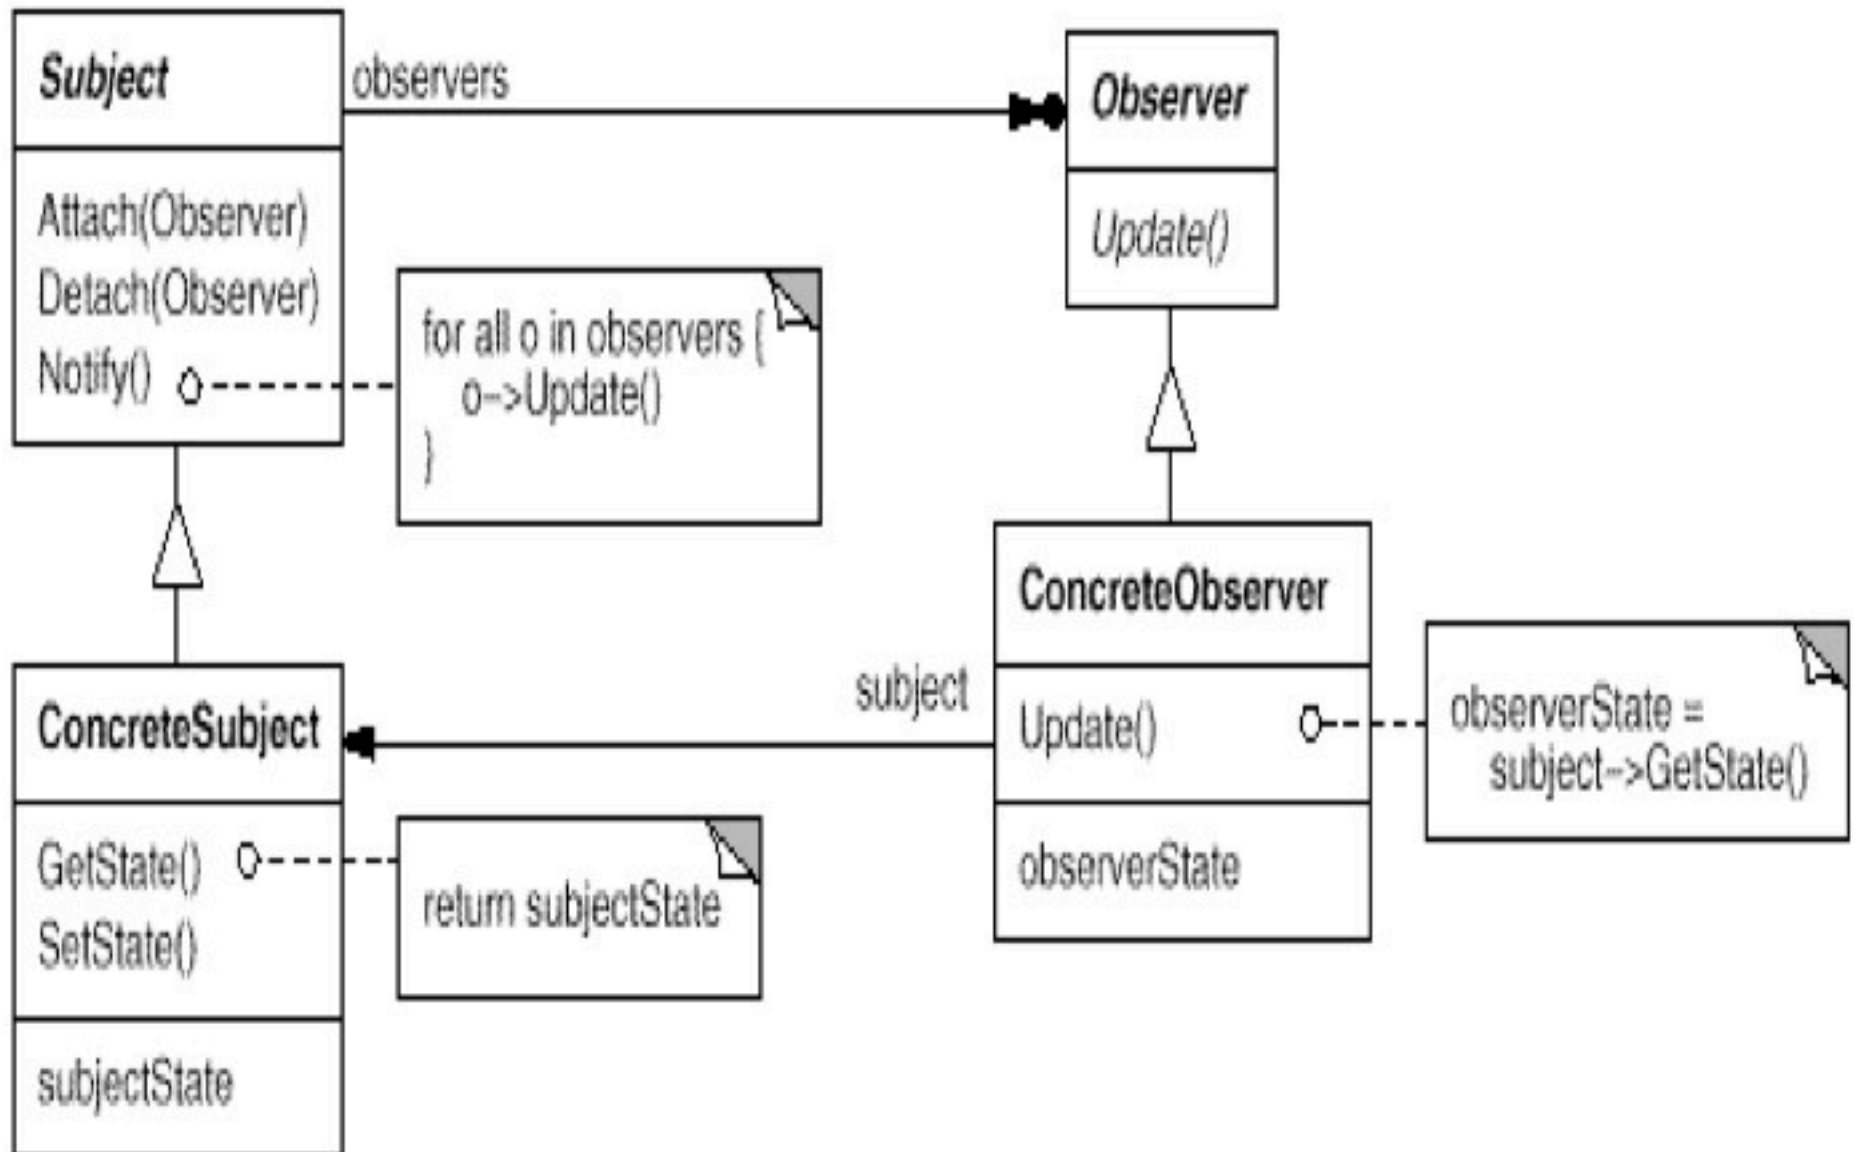 Subject
observers
Attach(Observer)
Detach(Observer)
Notify()
for all o in observers {
o->Update()
}
Observer
Update()
ConcreteObserver
Update()
observerState
observerState =
subject->GetState()
subject
ConcreteSubject
GetState()
SetState()
subjectState
return subjectState